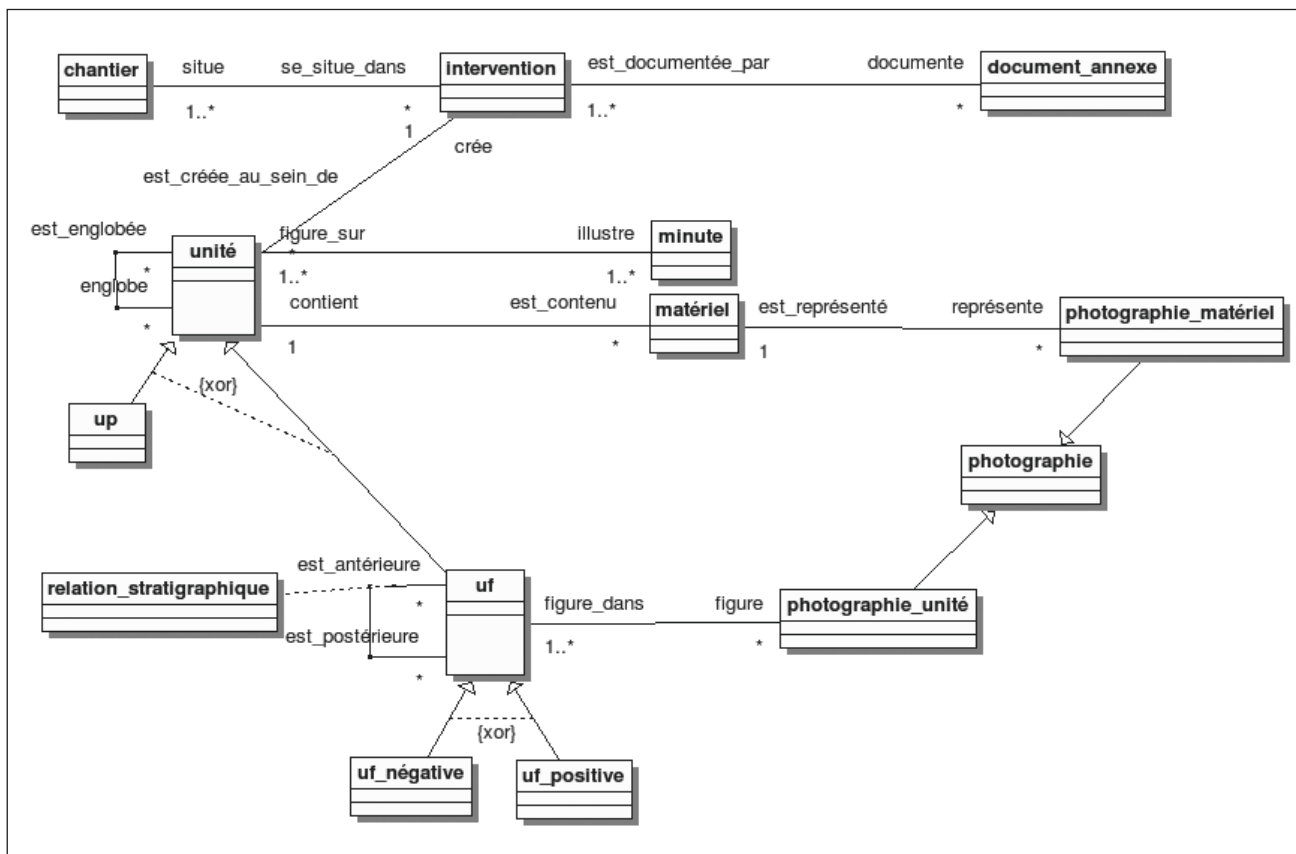 chantier
situe
se_situe_dans
intervention
est_documentée_par
documente
document_annexe
1..*
*
1
1..*
*
crée
est_créée_au_sein_de
est_englobée
unité
figure_sur
illustre
minute
*
*
1..*
1..*
englobe
contient
est_contenu
matériel
est_représenté
représente
photographie_matériel
*
1
*
1
*
{xor}
up
photographie
est_antérieure
uf
relation_stratigraphique
*
figure_dans
figure
photographie_unité
est_postérieure
1..*
*
*
{xor}
uf_négative
uf_positive